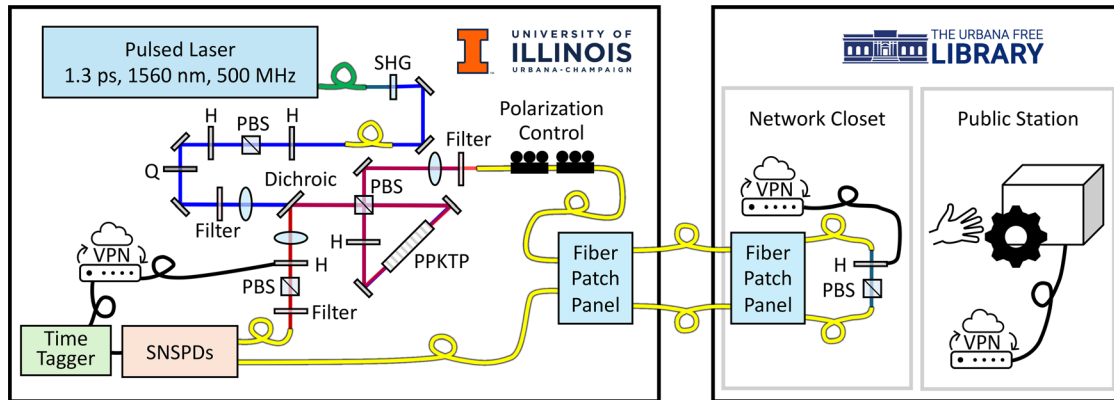 UNIVERSITY OF
ILLINOIS
URBANA-CHAMPAIGN
THE URBANA FREE
LIBRARY
Pulsed Laser
1.3 ps, 1560 nm, 500 MHz
SHG
H
PBS
H
Polarization
Control
Filter
Q
Dichroic
PBS
Filter
H
PPKTP
VPN
H
PBS
Filter
Time
Tagger
SNSPDs
Fiber
Patch
Panel
Network Closet
VPN
Fiber
Patch
Panel
H
PBS
Public Station
VPN